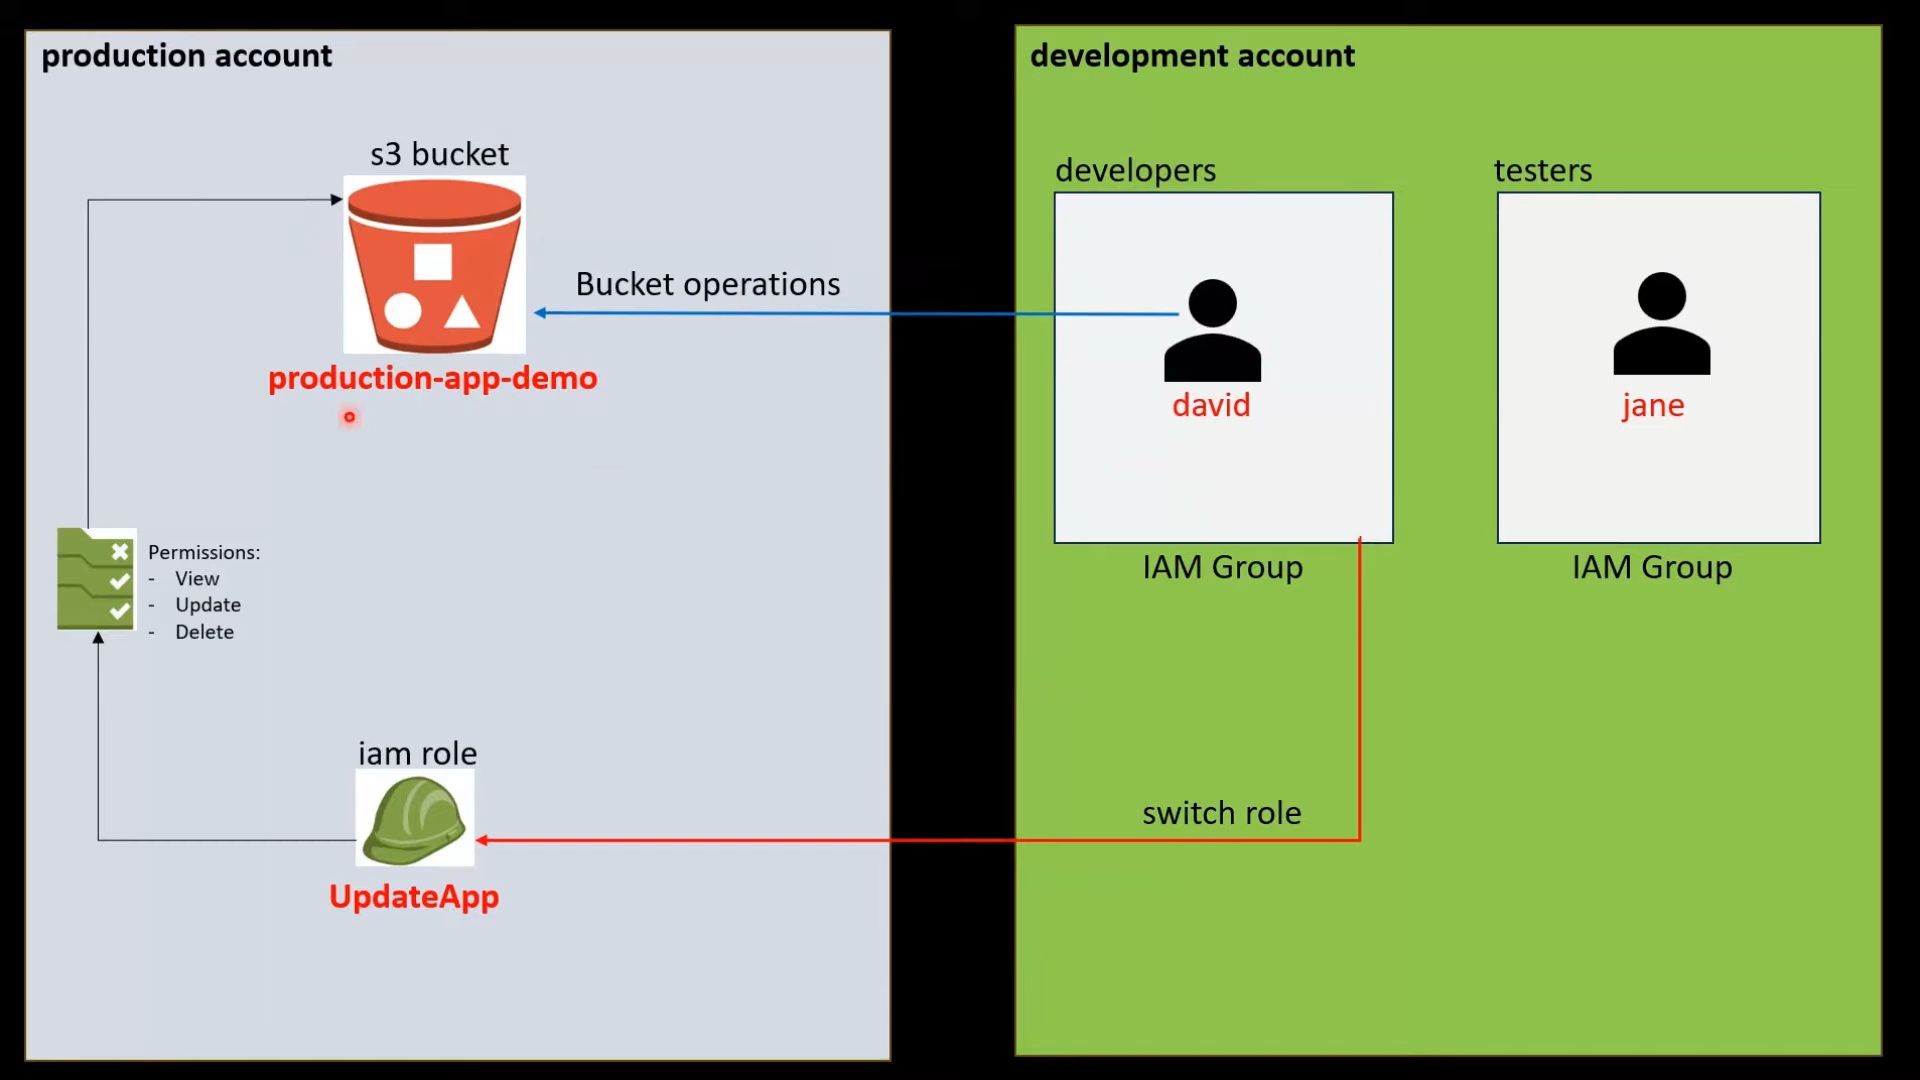 production account
s3 bucket
Bucket operations
production-app-demo
Permissions:
- View
- Update
- Delete
iam role
UpdateApp
development account
developers
testers
david
jane
IAM Group
IAM Group
switch role